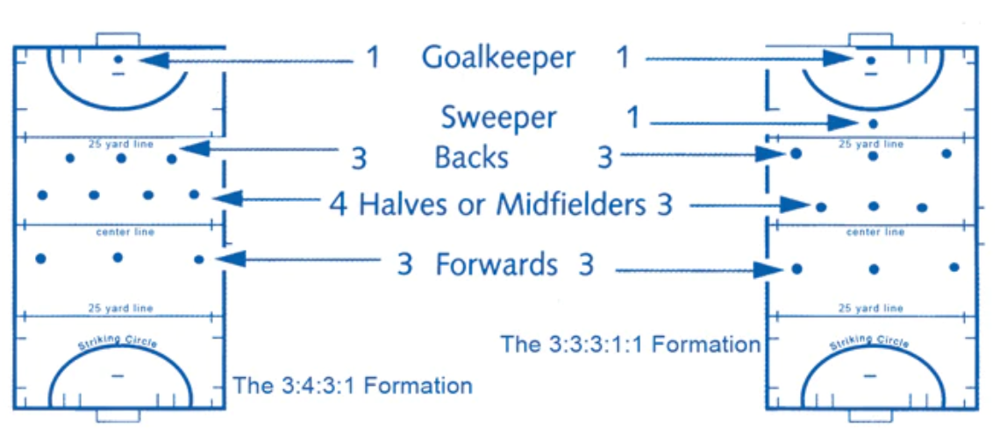 1 Goalkeeper 1
Sweeper 1
25 yard line
25 yard line
3 Backs 3
4 Halves or Midfielders 3
center line
center line
3 Forwards 3
25 yard line
25 yard line
Striking Circle
The 3:3:3:1:1 Formation
Striking Circle
The 3:4:3:1 Formation